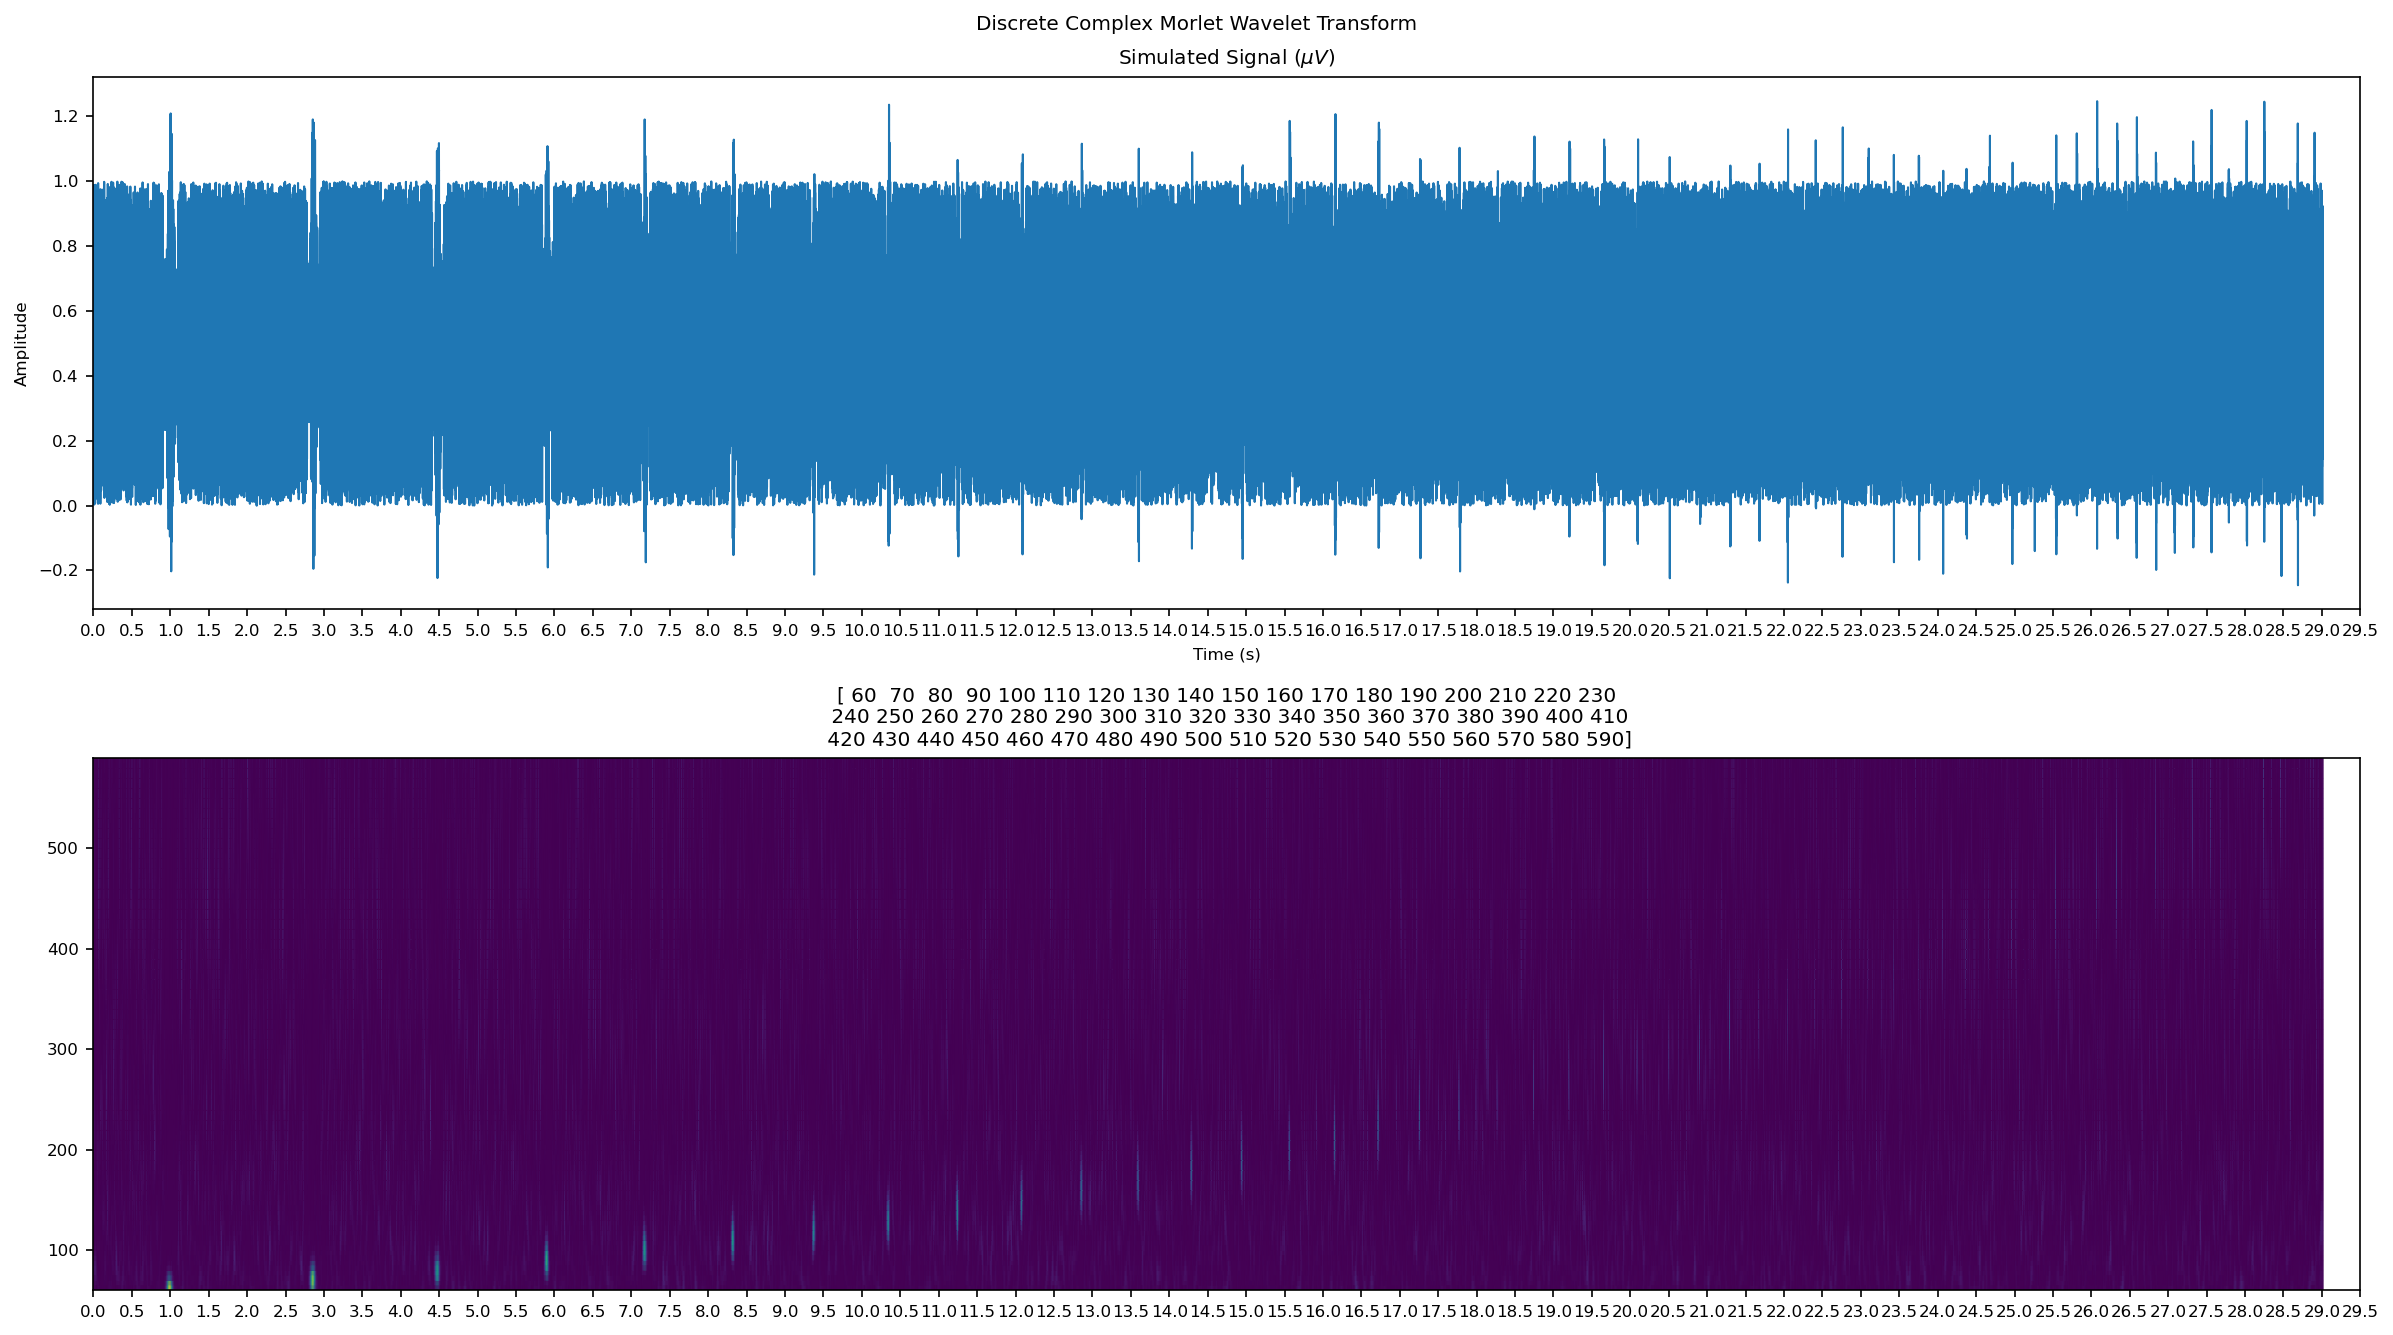 Discrete Complex Morlet Wavelet Transform
Simulated Signal (μV)
1.2
1.0
0.8
0.6
0.4
0.2
0.0
−0.2
Amplitude
0.0 0.5 1.0 1.5 2.0 2.5 3.0 3.5 4.0 4.5 5.0 5.5 6.0 6.5 7.0 7.5 8.0 8.5 9.0 9.5 10.0 10.5 11.0 11.5 12.0 12.5 13.0 13.5 14.0 14.5 15.0 15.5 16.0 16.5 17.0 17.5 18.0 18.5 19.0 19.5 20.0 20.5 21.0 21.5 22.0 22.5 23.0 23.5 24.0 24.5 25.0 25.5 26.0 26.5 27.0 27.5 28.0 28.5 29.0 29.5
Time (s)
[ 60 70 80 90 100 110 120 130 140 150 160 170 180 190 200 210 220 230
240 250 260 270 280 290 300 310 320 330 340 350 360 370 380 390 400 410
420 430 440 450 460 470 480 490 500 510 520 530 540 550 560 570 580 590]
500
400
300
200
100
0.0 0.5 1.0 1.5 2.0 2.5 3.0 3.5 4.0 4.5 5.0 5.5 6.0 6.5 7.0 7.5 8.0 8.5 9.0 9.5 10.0 10.5 11.0 11.5 12.0 12.5 13.0 13.5 14.0 14.5 15.0 15.5 16.0 16.5 17.0 17.5 18.0 18.5 19.0 19.5 20.0 20.5 21.0 21.5 22.0 22.5 23.0 23.5 24.0 24.5 25.0 25.5 26.0 26.5 27.0 27.5 28.0 28.5 29.0 29.5